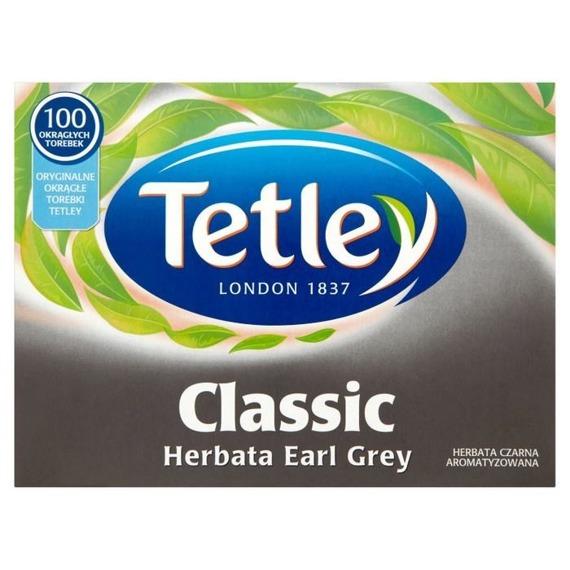 100
OKRĄGŁYCH
TOREBEK
ORYGINALNE
OKRĄGŁE
TOREBKI
TETLEY
Tetley
LONDON 1837
Classic
Herbata Earl Grey
HERBATA CZARNA
AROMATYZOWANA